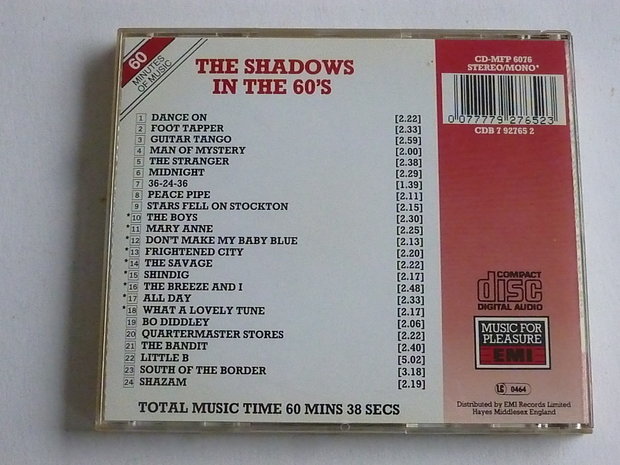 60
MINUTES
OF MUSIC
THE SHADOWS
IN THE 60'S
1 DANCE ON [2.22]
2 FOOT TAPPER [2.33]
3 GUITAR TANGO [2.59]
4 MAN OF MYSTERY [2.00]
5 THE STRANGER [2.38]
6 MIDNIGHT [2.29]
7 36-24-36 [1.39]
8 PEACE PIPE [2.11]
9 STARS FELL ON STOCKTON [2.15]
*10 THE BOYS [2.30]
*11 MARY ANNE [2.25]
*12 DON'T MAKE MY BABY BLUE [2.13]
*13 FRIGHTENED CITY [2.20]
*14 THE SAVAGE [2.22]
*15 SHINDIG [2.17]
*16 THE BREEZE AND I [2.48]
*17 ALL DAY [2.33]
*18 WHAT A LOVELY TUNE [2.17]
19 BO DIDDLEY [2.06]
20 QUARTERMASTER STORES [2.22]
21 THE BANDIT [2.40]
22 LITTLE B [5.02]
23 SOUTH OF THE BORDER [3.18]
24 SHAZAM [2.19]
TOTAL MUSIC TIME 60 MINS 38 SECS
CD-MFP 6076
STEREO/MONO*
0 077779 276523
CDB 7 92765 2
COMPACT
disc
DIGITAL AUDIO
MUSIC FOR
PLEASURE
EMI
LC 0464
Distributed by EMI Records Limited
Hayes Middlesex England